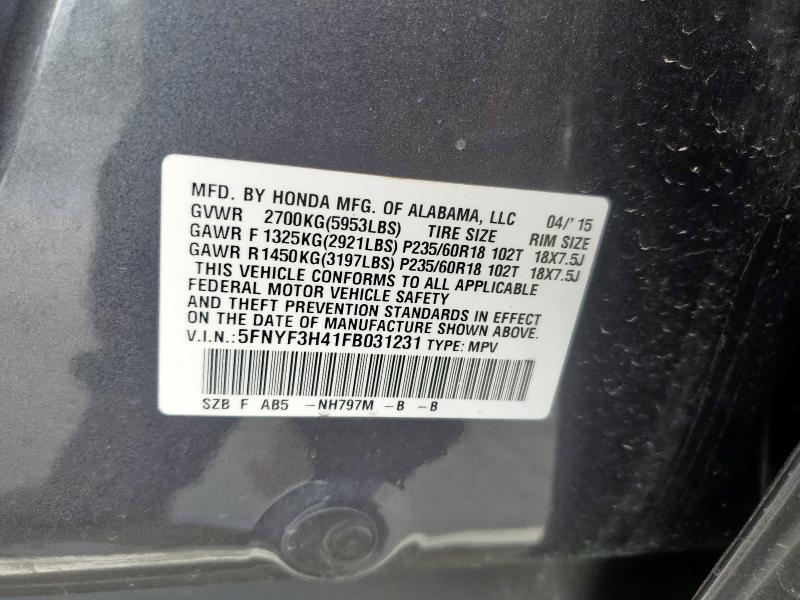 MFD. BY HONDA MFG. OF ALABAMA, LLC 04/'15
GVWR 2700KG(5953LBS) TIRE SIZE RIM SIZE
GAWR F 1325KG(2921LBS) P235/60R18 102T 18X7.5J
GAWR R1450KG(3197LBS) P235/60R18 102T 18X7.5J
THIS VEHICLE CONFORMS TO ALL APPLICABLE
FEDERAL MOTOR VEHICLE SAFETY
AND THEFT PREVENTION STANDARDS IN EFFECT
ON THE DATE OF MANUFACTURE SHOWN ABOVE.
V.I.N.:5FNYF3H41FB031231 TYPE: MPV
SZB F AB5 -NH797M -B -B